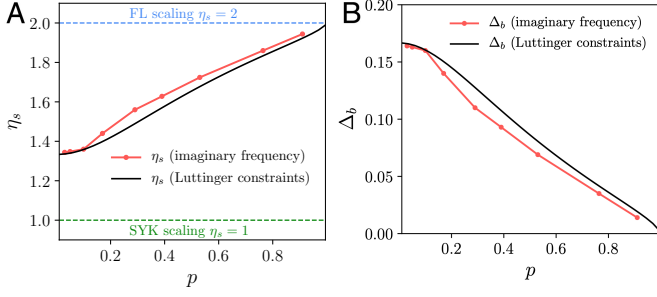 A
FL scaling η_s = 2
2.0
1.8
1.6
1.4
1.2
1.0
η_s
η_s (imaginary frequency)
η_s (Luttinger constraints)
SYK scaling η_s = 1
0.2
0.4
0.6
0.8
p
B
0.20
0.15
0.10
0.05
0.00
Δ_b
Δ_b (imaginary frequency)
Δ_b (Luttinger constraints)
0.2
0.4
0.6
0.8
p